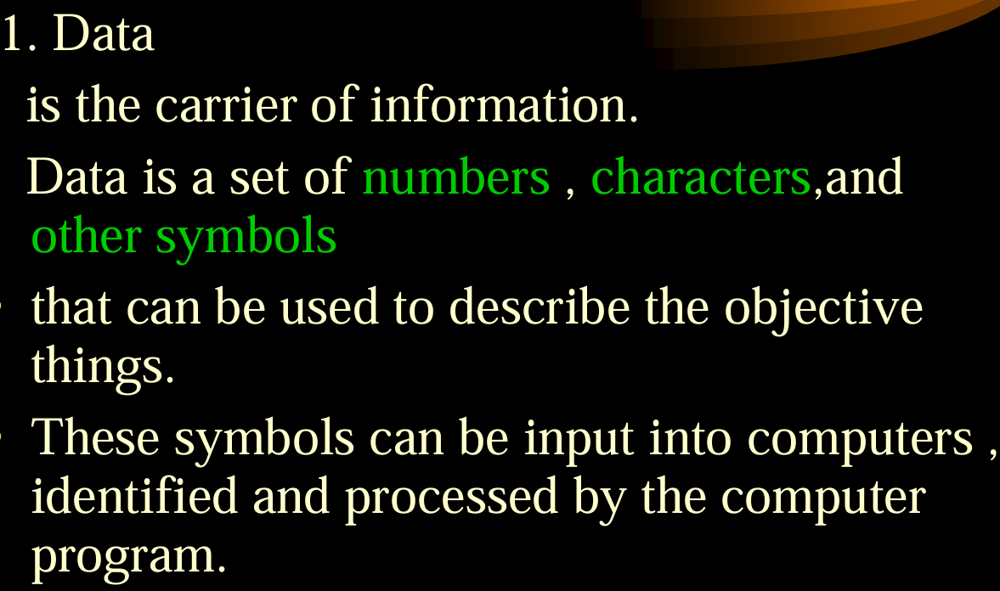 1. Data
is the carrier of information.
Data is a set of numbers , characters,and
other symbols
• that can be used to describe the objective
things.
• These symbols can be input into computers ,
identified and processed by the computer
program.